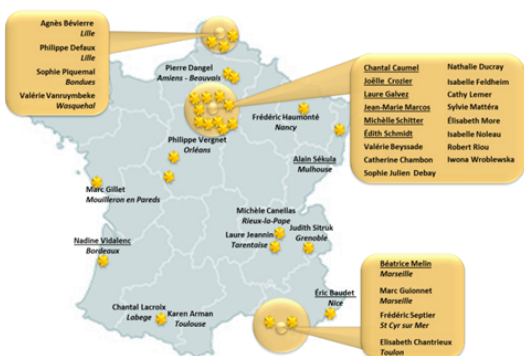 Agnès Bévierre
Lille
Philippe Defaux
Lille
Sophie Piquemal
Bondues
Valérie Vanruymbeke
Wasquehal
Pierre Dangel
Amiens - Beauvais
Chantal Caumel
Joëlle Crozier
Laure Galvez
Jean-Marie Marcos
Michèlle Schitter
Édith Schmidt
Valérie Beyssade
Catherine Chambon
Sophie Julien Debay
Nathalie Ducray
Isabelle Feldheim
Cathy Lemer
Sylvie Mattéra
Élisabeth More
Isabelle Noleau
Robert Riou
Iwona Wroblewska
Frédéric Haumonté
Nancy
Philippe Vergnet
Orléans
Alain Sékula
Mulhouse
Marc Gillet
Mouilleron en Pareds
Michèle Canellas
Rieux-la-Pape
Laure Jeannin
Tarentaise
Judith Sitruk
Grenoble
Nadine Vidalenc
Bordeaux
Béatrice Melin
Marseille
Marc Guionnet
Marseille
Frédéric Septier
St Cyr sur Mer
Elisabeth Chantrieux
Toulon
Éric Baudet
Nice
Chantal Lacroix
Labege
Karen Arman
Toulouse